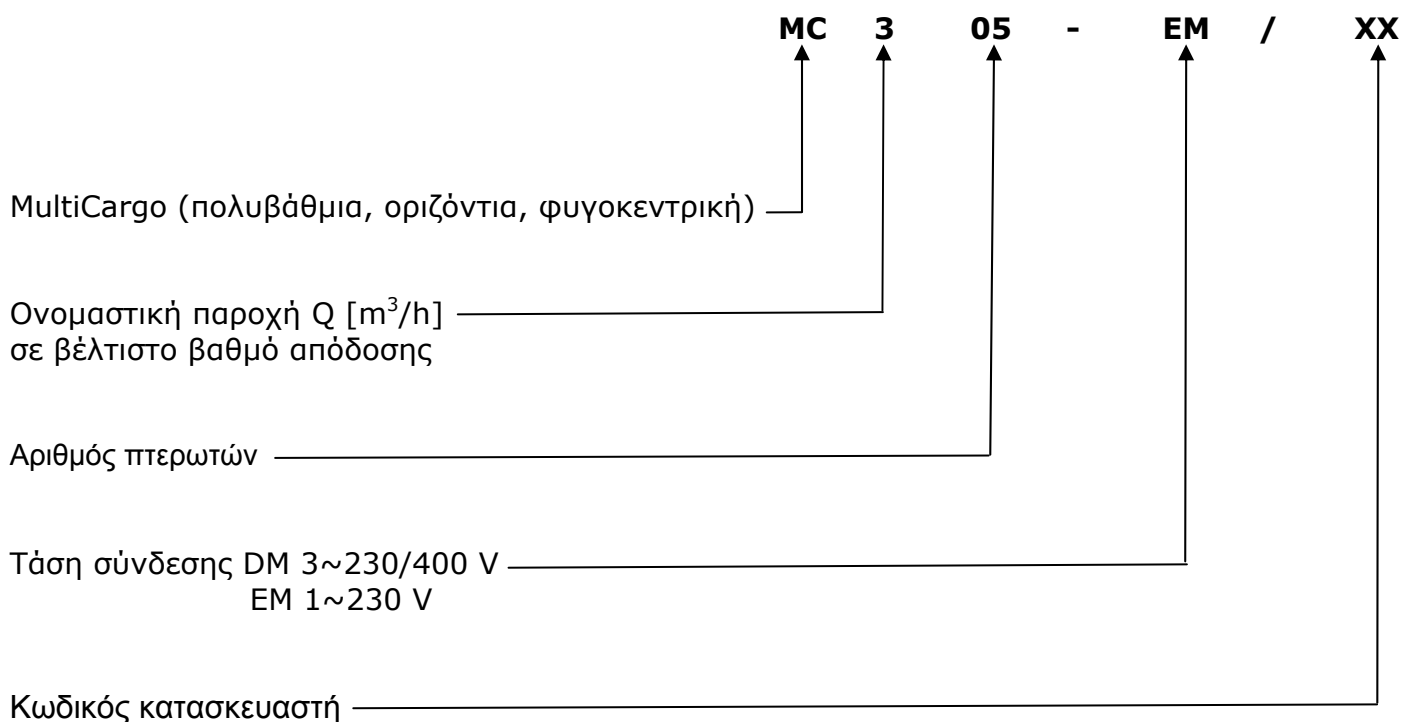 MC 3 05 - EM / XX
MultiCargo (πολυβάθμια, οριζόντια, φυγοκεντρική)
Ονομαστική παροχή Q [m³/h]
σε βέλτιστο βαθμό απόδοσης
Αριθμός πτερωτών
Τάση σύνδεσης DM 3~230/400 V
EM 1~230 V
Κωδικός κατασκευαστή